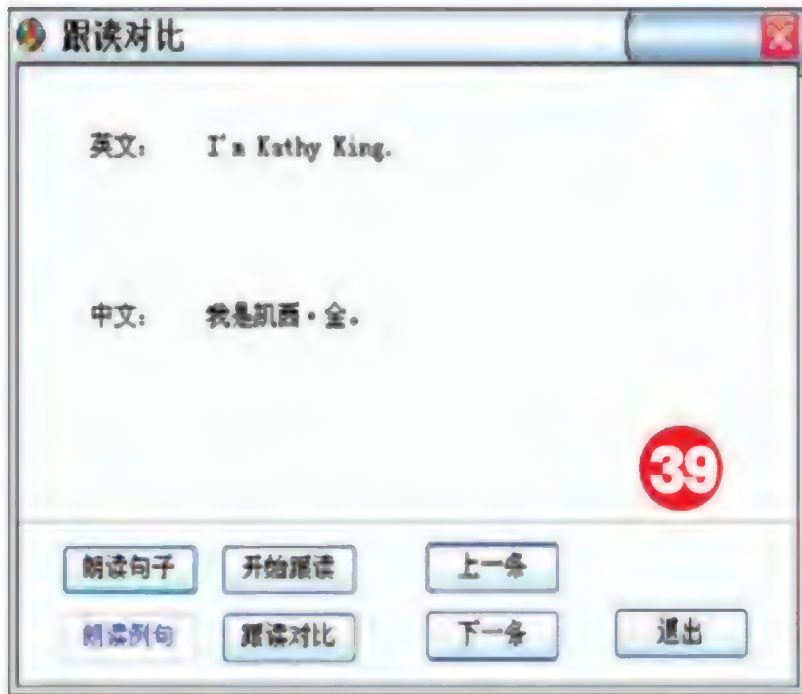 跟读对比
英文： I'm Kathy King.
中文： 我是凯西·金。
39
朗读句子 开始跟读 上一条
朗读例句 跟读对比 下一条 退出